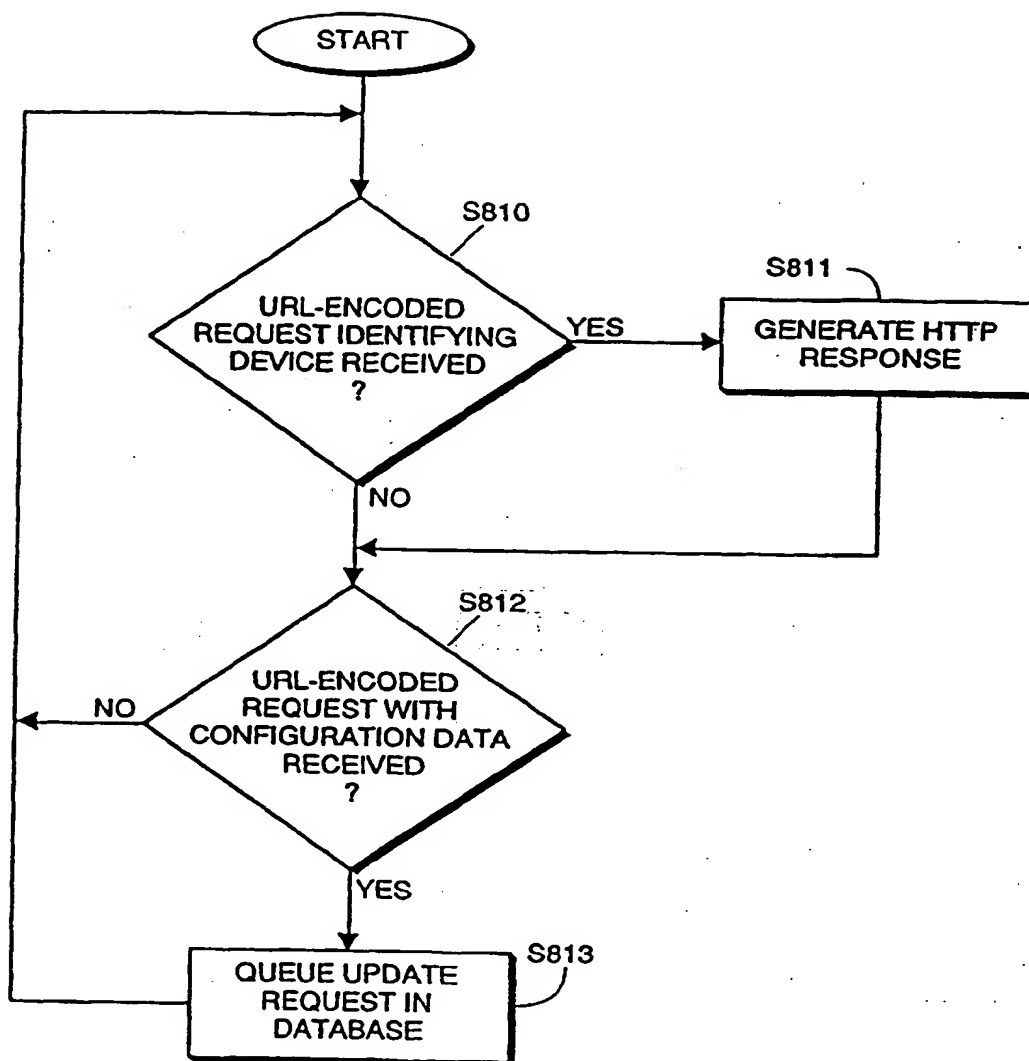 START
S810
URL-ENCODED
REQUEST IDENTIFYING
DEVICE RECEIVED
?
YES
S811
GENERATE HTTP
RESPONSE
NO
S812
URL-ENCODED
REQUEST WITH
CONFIGURATION DATA
RECEIVED
?
NO
YES
S813
QUEUE UPDATE
REQUEST IN
DATABASE